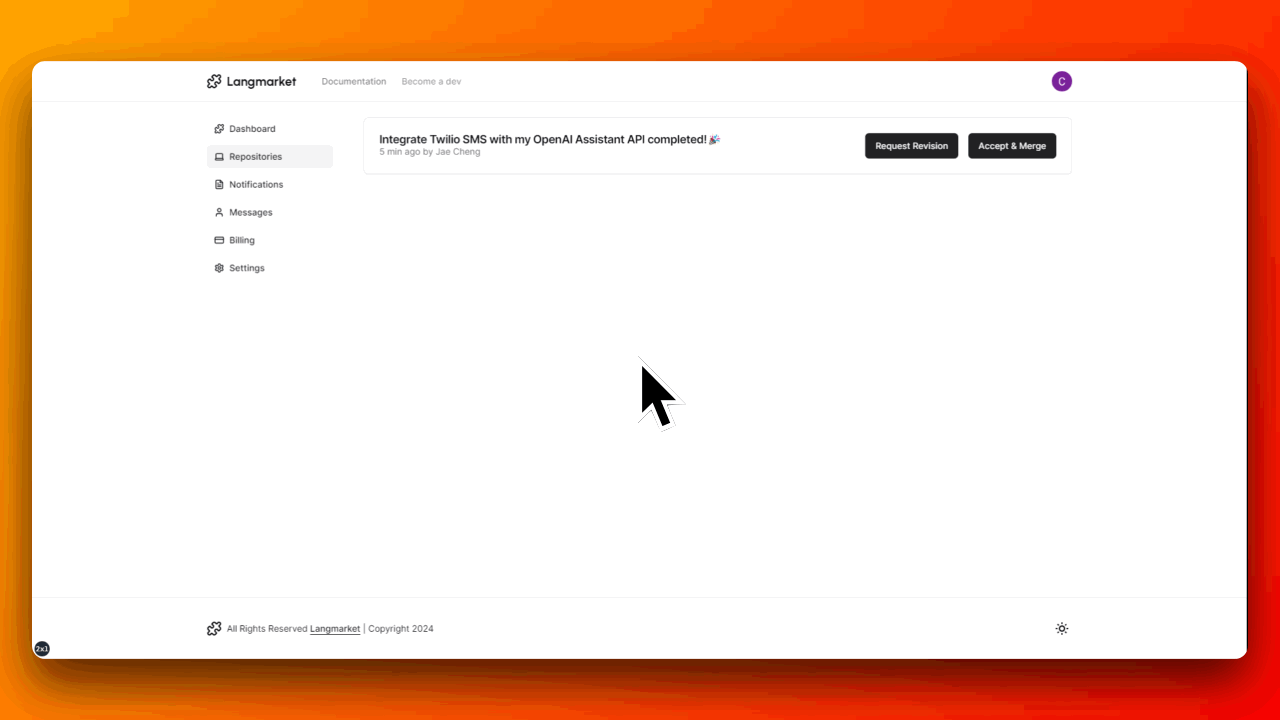 Langmarket
Documentation
Become a dev
C
Dashboard
Repositories
Notifications
Messages
Billing
Settings
Integrate Twilio SMS with my OpenAI Assistant API completed!🎉
5 min ago by Jae Cheng
Request Revision
Accept & Merge
All Rights Reserved Langmarket | Copyright 2024
2x1